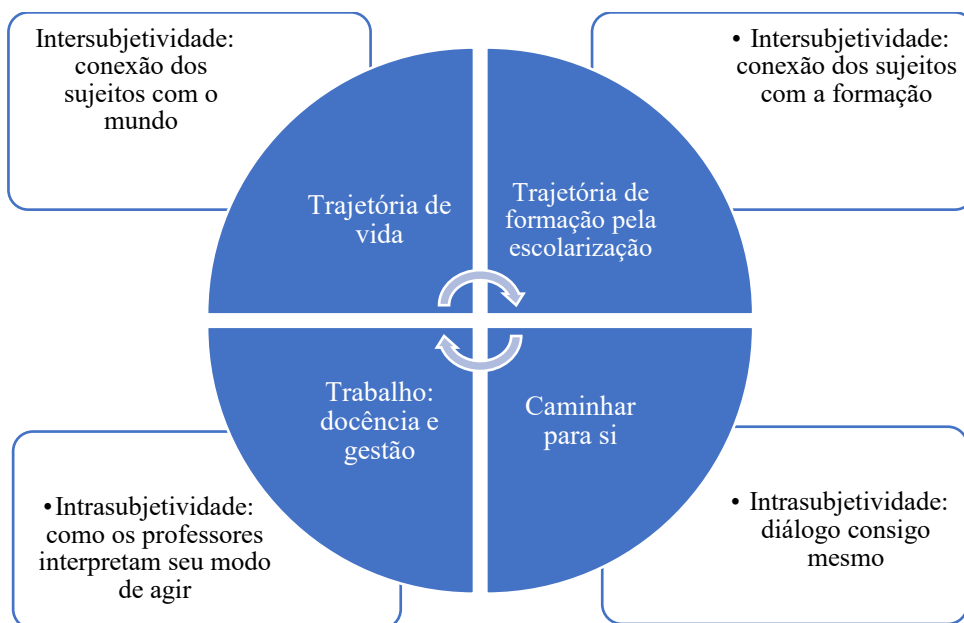 Intersubjetividade:
conexão dos
sujeitos com o
mundo
• Intersubjetividade:
conexão dos sujeitos
com a formação
Trajetória de
vida
Trajetória de
formação pela
escolarização
Trabalho:
docência e
gestão
Caminhar
para si
•Intrasubjetividade:
como os professores
interpretam seu modo
de agir
• Intrasubjetividade:
diálogo consigo
mesmo